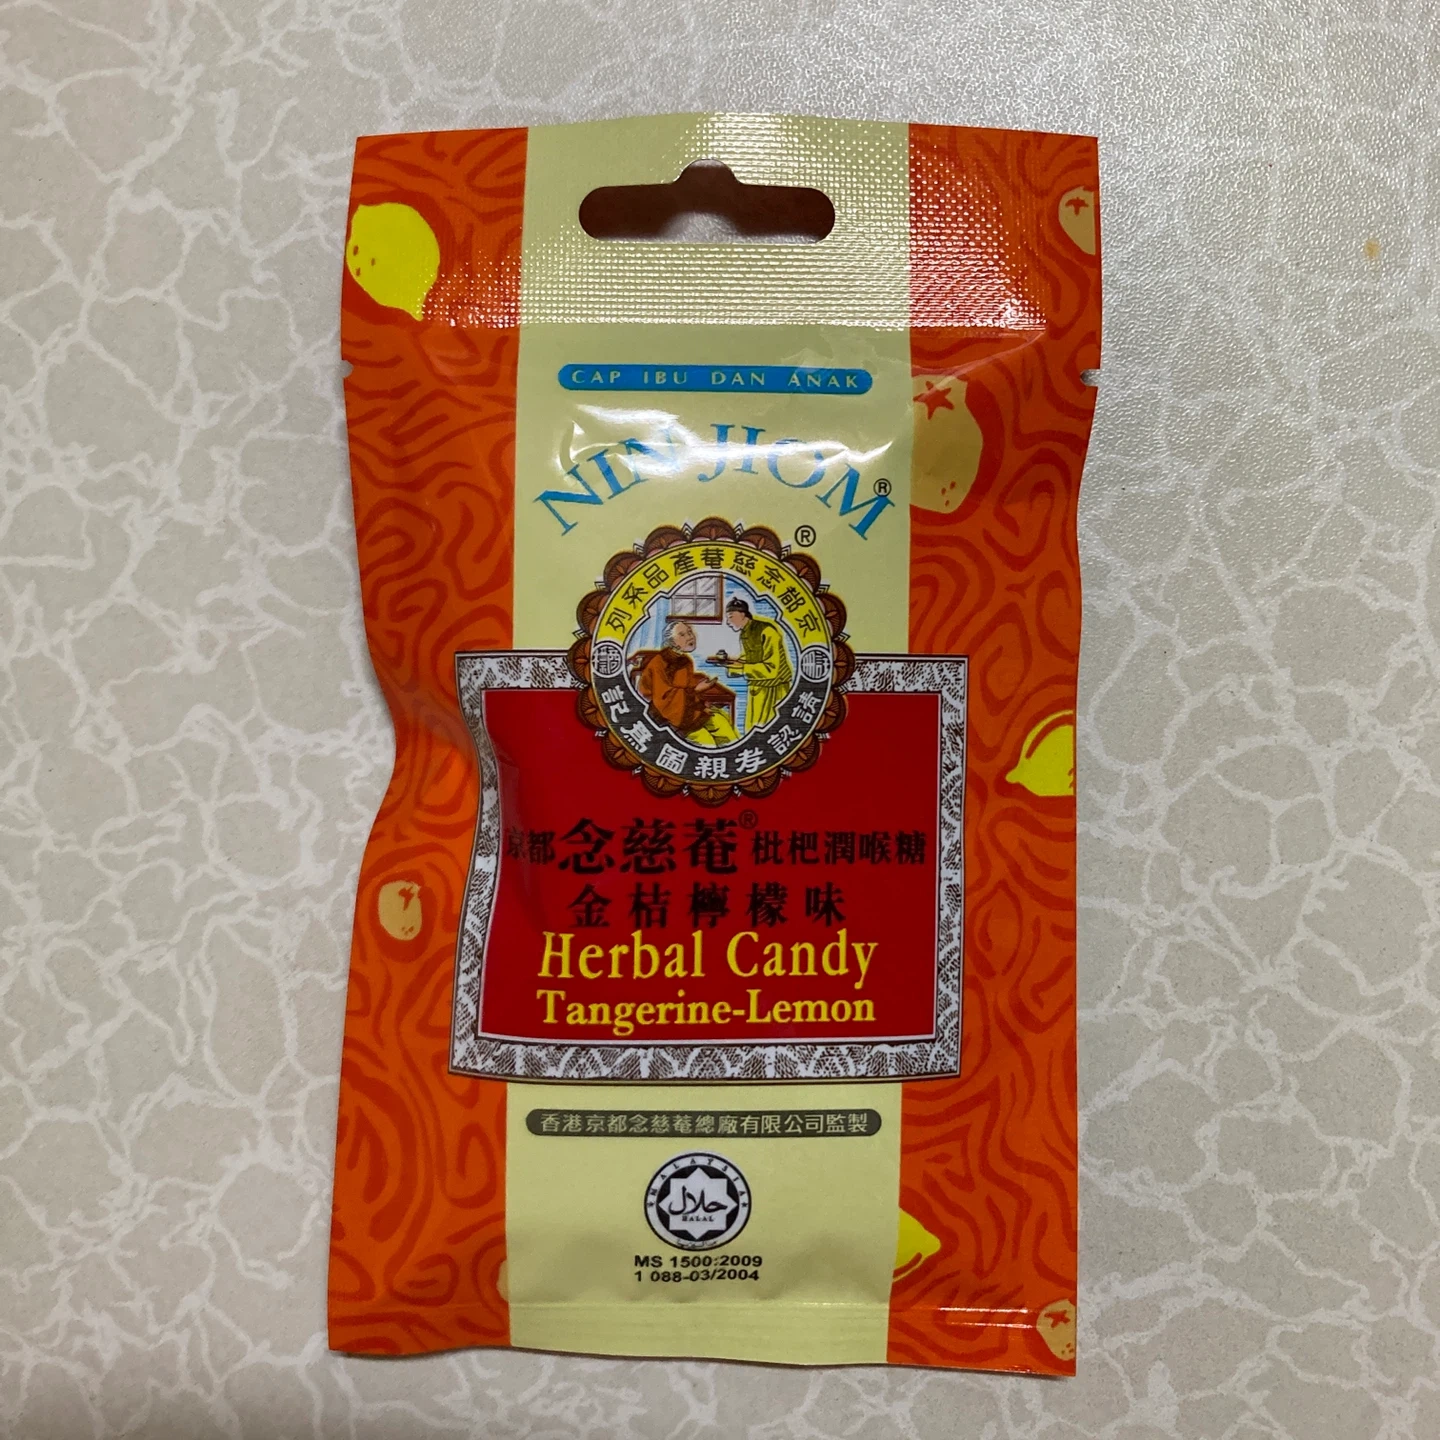 CAP IBU DAN ANAK
NIN JIOM®
®
京都念慈菴產品系列
請認孝親圖為記
京都念慈菴®枇杷潤喉糖
金桔檸檬味
Herbal Candy
Tangerine-Lemon
香港京都念慈菴總廠有限公司監製
MALAYSIA
حلال
HALAL
MS 1500:2009
1 088-03/2004